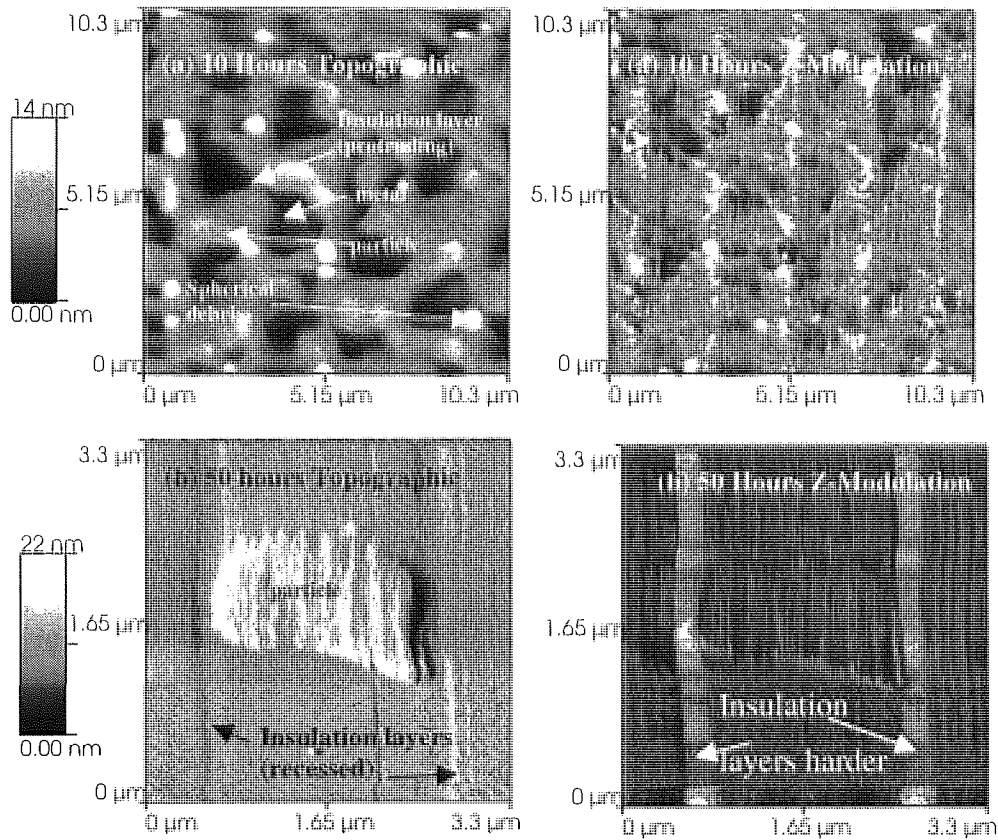 10.3 µm
(a) 10 Hours Topographic
14 nm
Insulation layer
(protruding)
5.15 µm
metal
particle
Spherical
debris
0.00 nm
0 µm
0 µm 5.15 µm 10.3 µm
10.3 µm
10 Hours Z-Modulation
5.15 µm
0 µm
0 µm 5.15 µm 10.3 µm
3.3 µm
(b) 50 hours Topographic
22 nm
particle
1.65 µm
0.00 nm
Insulation layers
(recessed)
0 µm
0 µm 1.65 µm 3.3 µm
3.3 µm
(b) 50 Hours Z-Modulation
1.65 µm
Insulation
layers harder
0 µm
0 µm 1.65 µm 3.3 µm